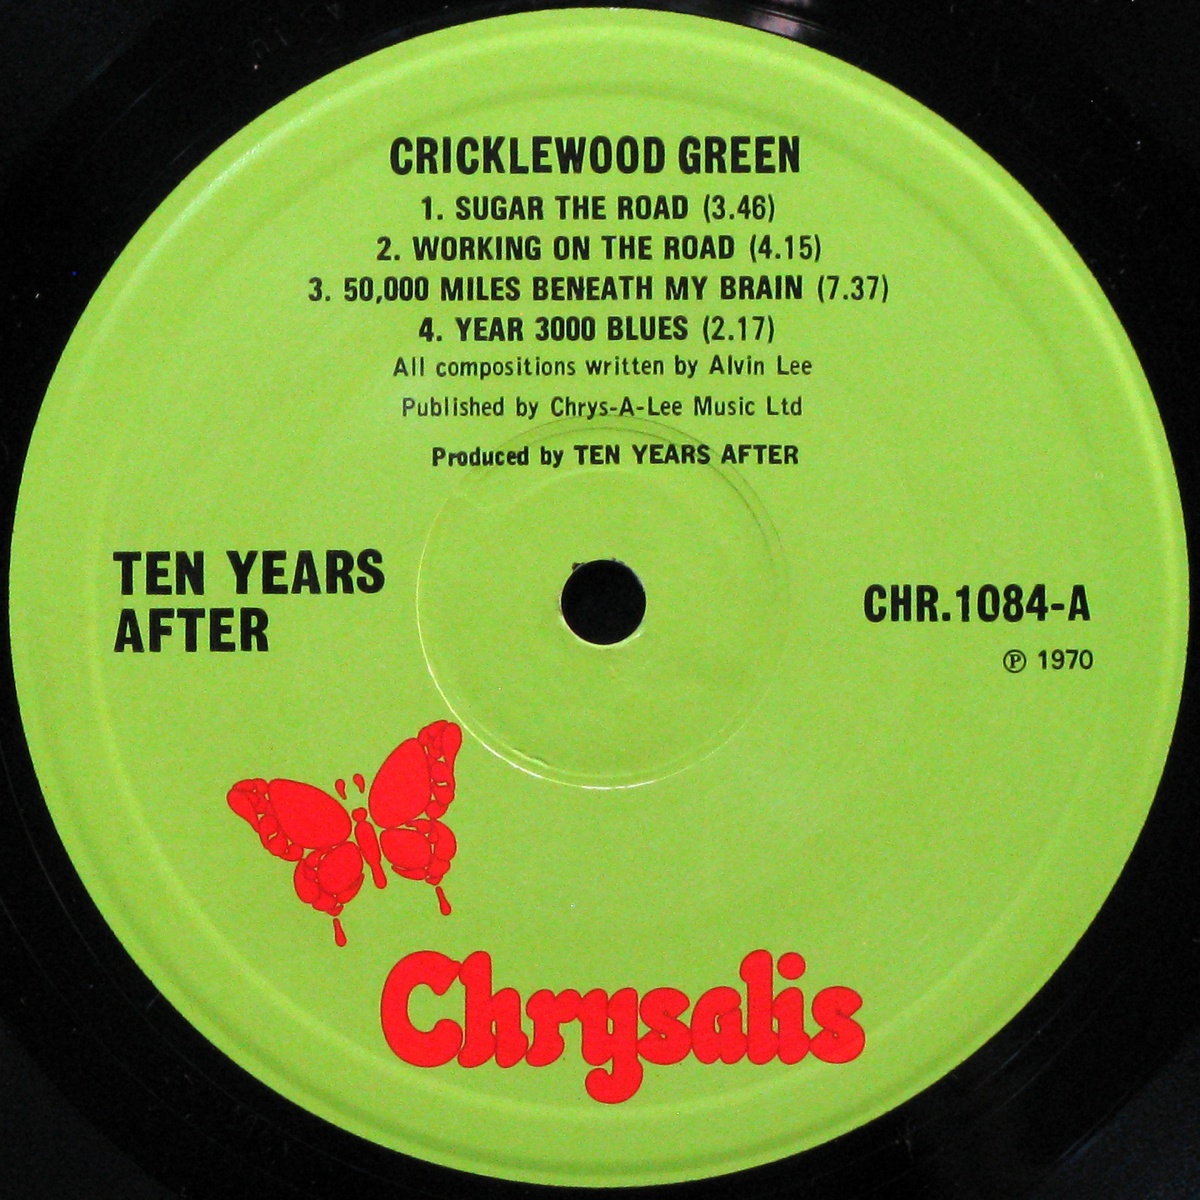 CRICKLEWOOD GREEN
1. SUGAR THE ROAD (3.46)
2. WORKING ON THE ROAD (4.15)
3. 50,000 MILES BENEATH MY BRAIN (7.37)
4. YEAR 3000 BLUES (2.17)
All compositions written by Alvin Lee
Published by Chrys-A-Lee Music Ltd
Produced by TEN YEARS AFTER
TEN YEARS
AFTER
CHR.1084-A
℗ 1970
Chrysalis